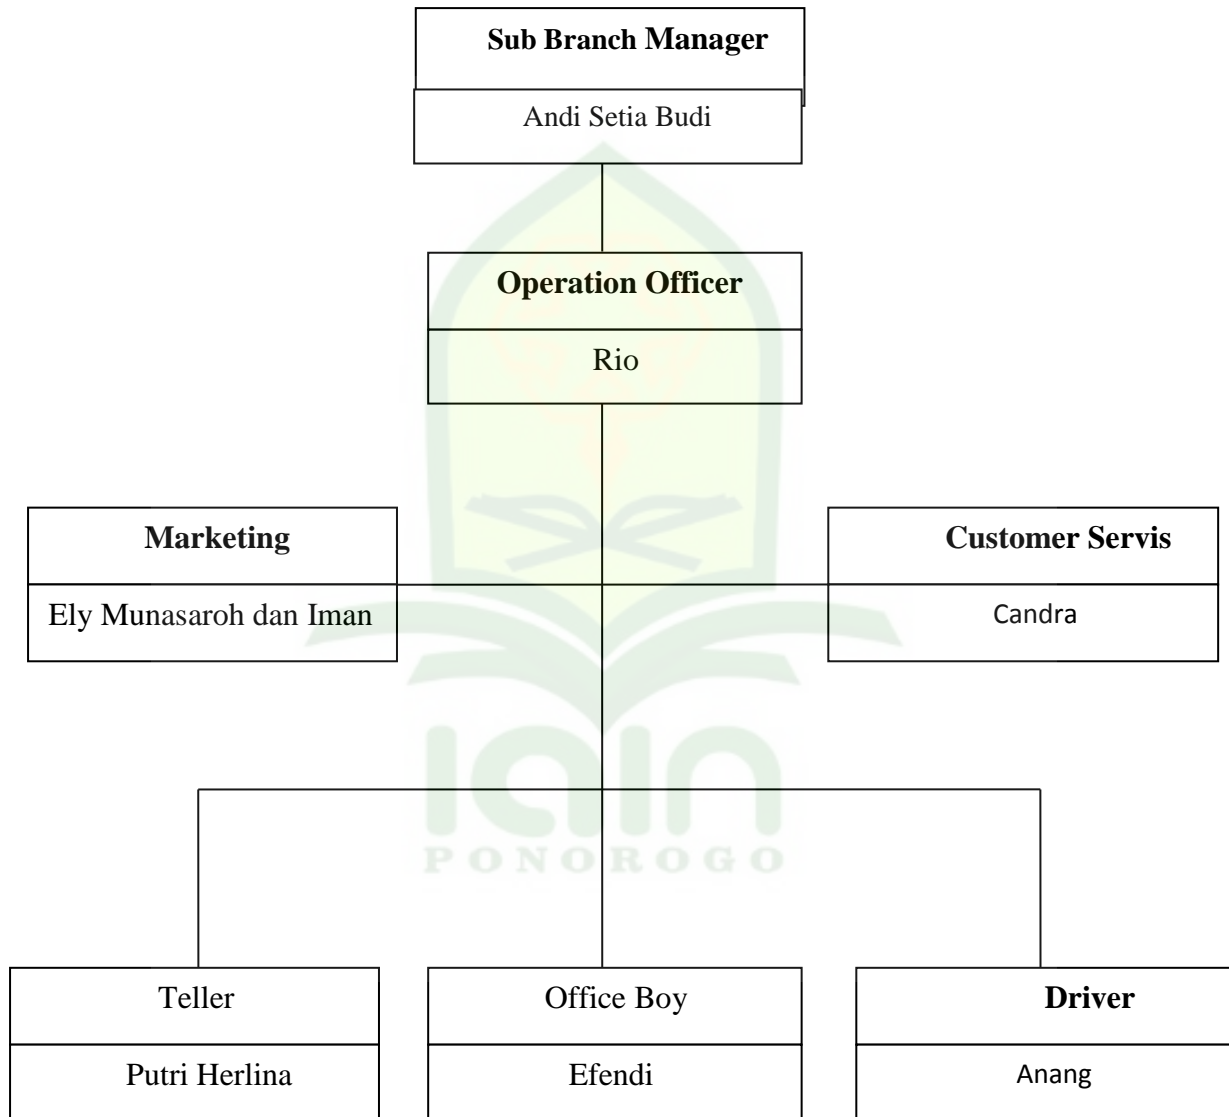 Sub Branch Manager
Andi Setia Budi
Operation Officer
Rio
Marketing
Ely Munasaroh dan Iman
Customer Servis
Candra
iain
PONOROGO
Teller
Putri Herlina
Office Boy
Efendi
Driver
Anang